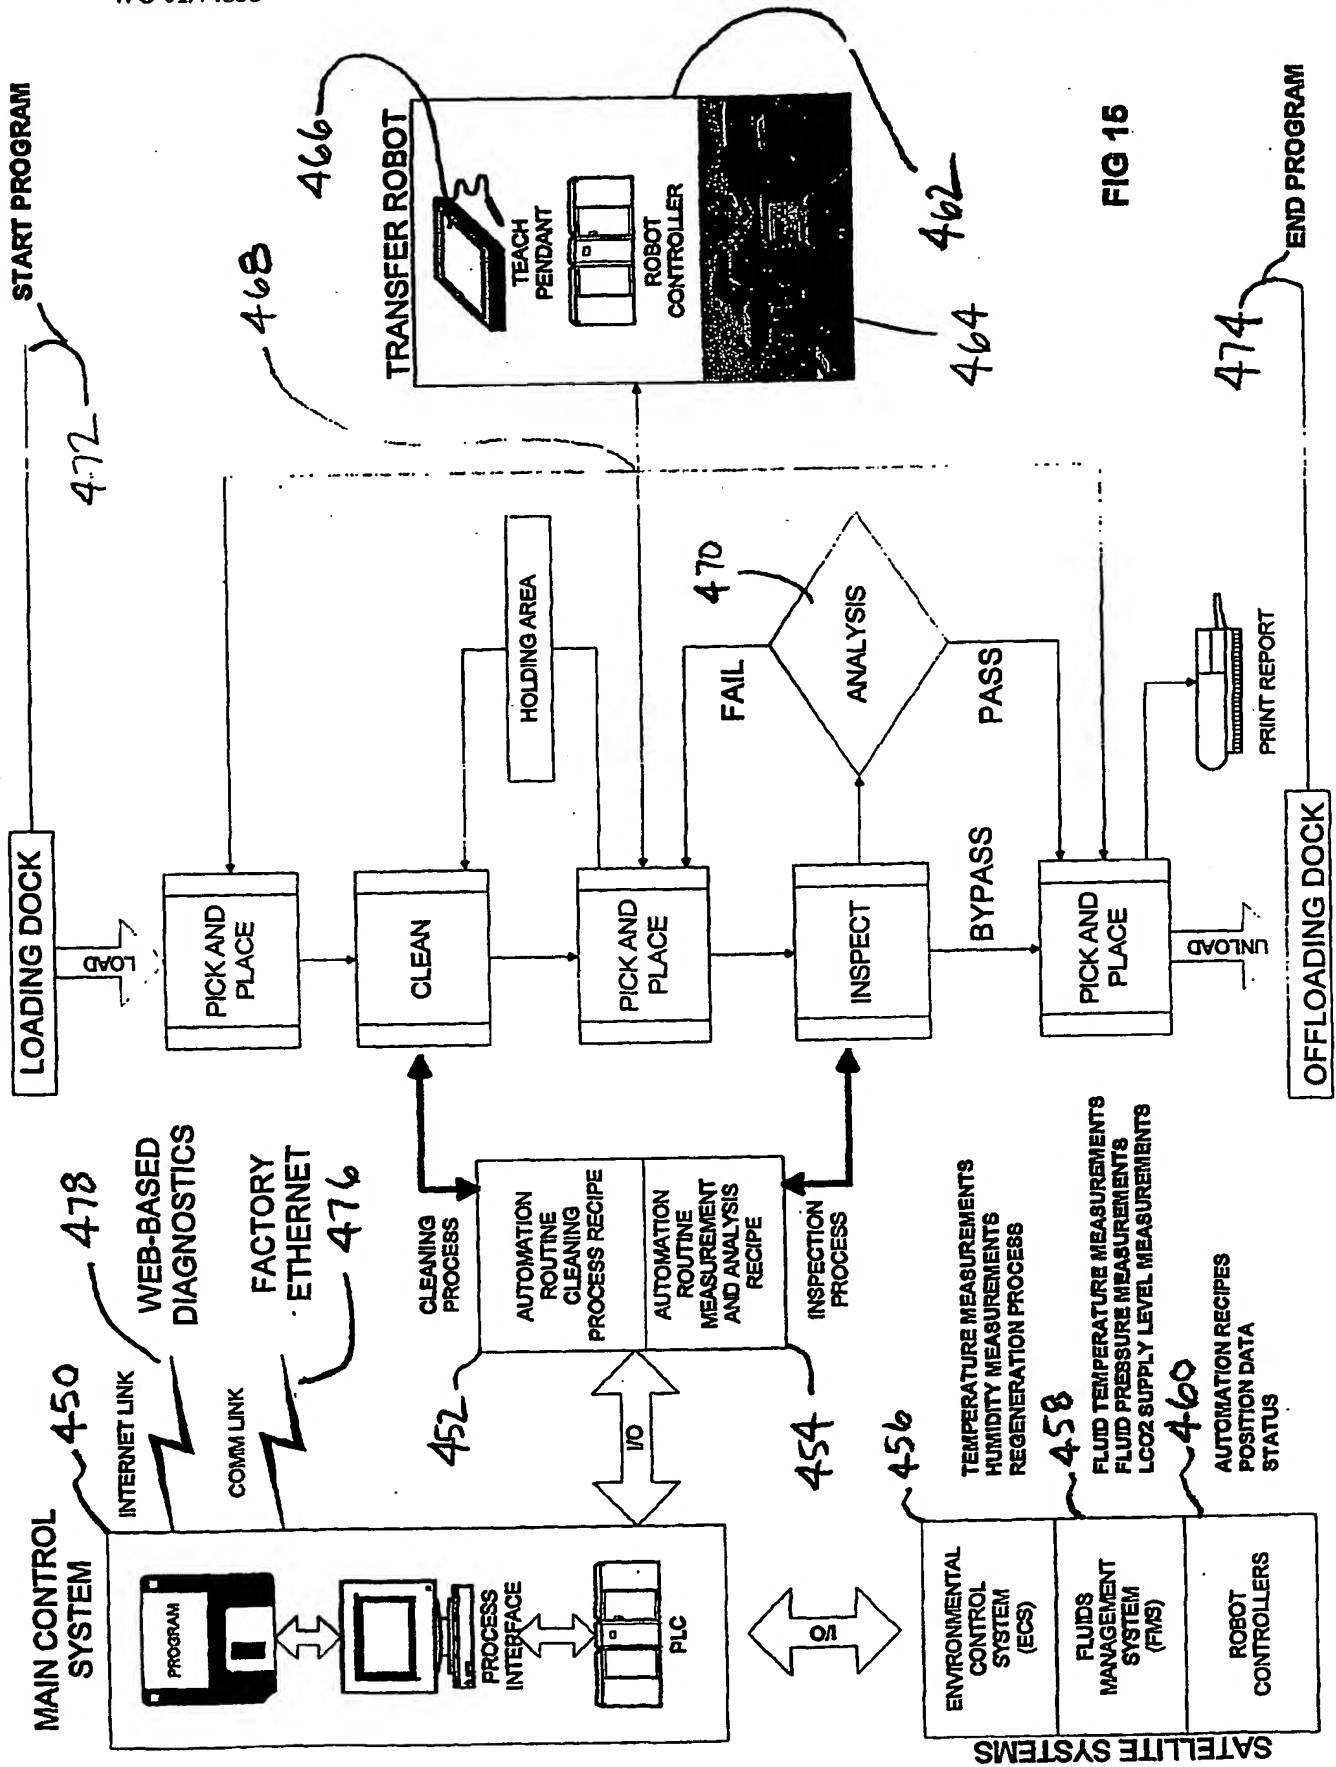 START PROGRAM
472
LOADING DOCK
LOAD
PICK AND
PLACE
CLEAN
HOLDING AREA
PICK AND
PLACE
INSPECT
470
ANALYSIS
FAIL
PASS
BYPASS
PICK AND
PLACE
UNLOAD
PRINT REPORT
OFFLOADING DOCK
474
END PROGRAM
468
466
TRANSFER ROBOT
TEACH
PENDANT
ROBOT
CONTROLLER
462
464
FIG 15
MAIN CONTROL
SYSTEM
450
INTERNET LINK
478
WEB-BASED
DIAGNOSTICS
COMM LINK
FACTORY
ETHERNET
476
PROGRAM
PROCESS
INTERFACE
PLC
I/O
452
CLEANING
PROCESS
AUTOMATION
ROUTINE
CLEANING
PROCESS RECIPE
AUTOMATION
ROUTINE
MEASUREMENT
AND ANALYSIS
RECIPE
INSPECTION
PROCESS
454
I/O
SATELLITE SYSTEMS
456
ENVIRONMENTAL
CONTROL
SYSTEM
(ECS)
TEMPERATURE MEASUREMENTS
HUMIDITY MEASUREMENTS
REGENERATION PROCESS
458
FLUIDS
MANAGEMENT
SYSTEM
(FMS)
FLUID TEMPERATURE MEASUREMENTS
FLUID PRESSURE MEASUREMENTS
LCO2 SUPPLY LEVEL MEASUREMENTS
460
ROBOT
CONTROLLERS
AUTOMATION RECIPES
POSITION DATA
STATUS